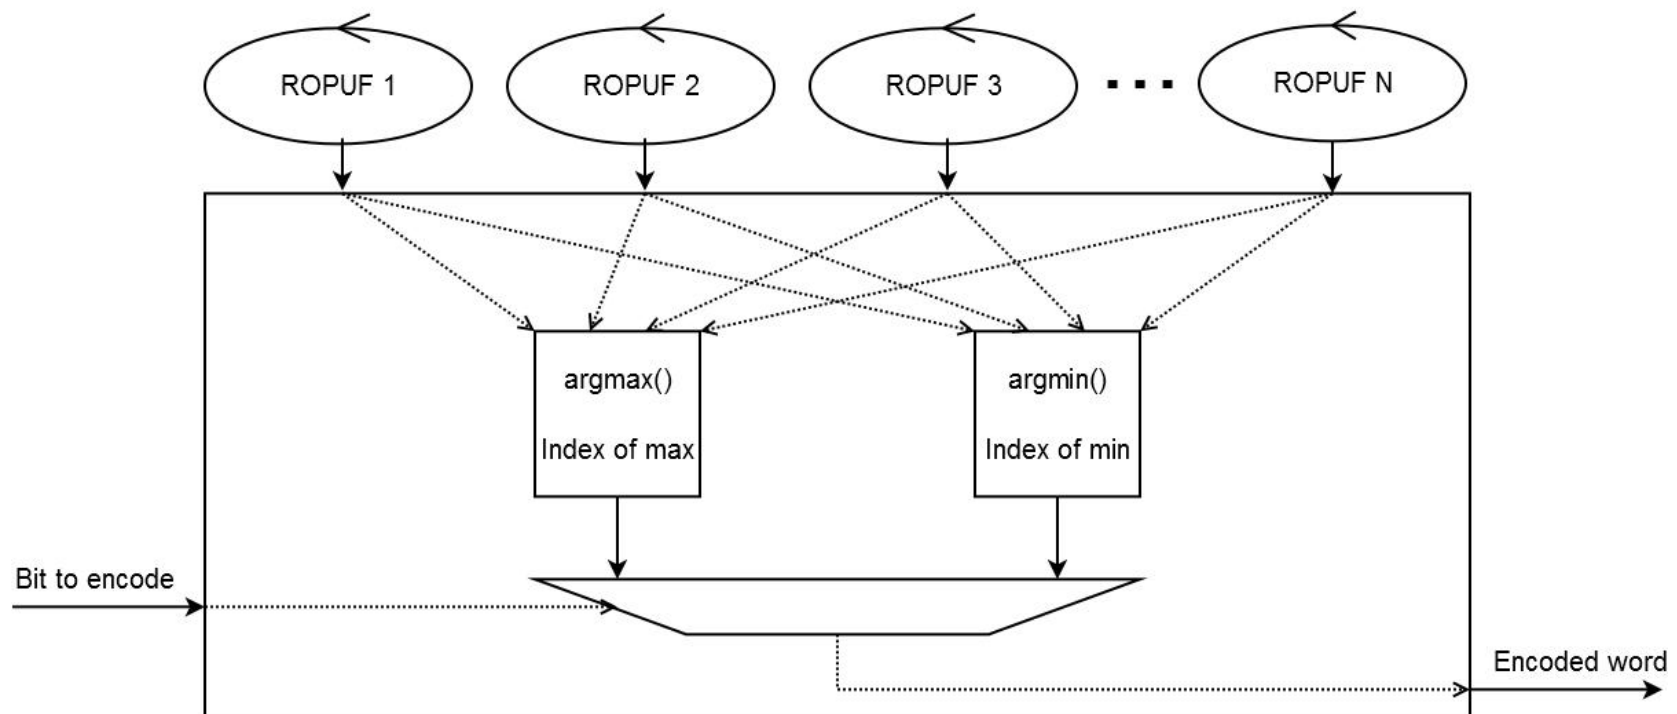 ROPUF 1
ROPUF 2
ROPUF 3
ROPUF N
argmax()
Index of max
argmin()
Index of min
Bit to encode
Encoded word